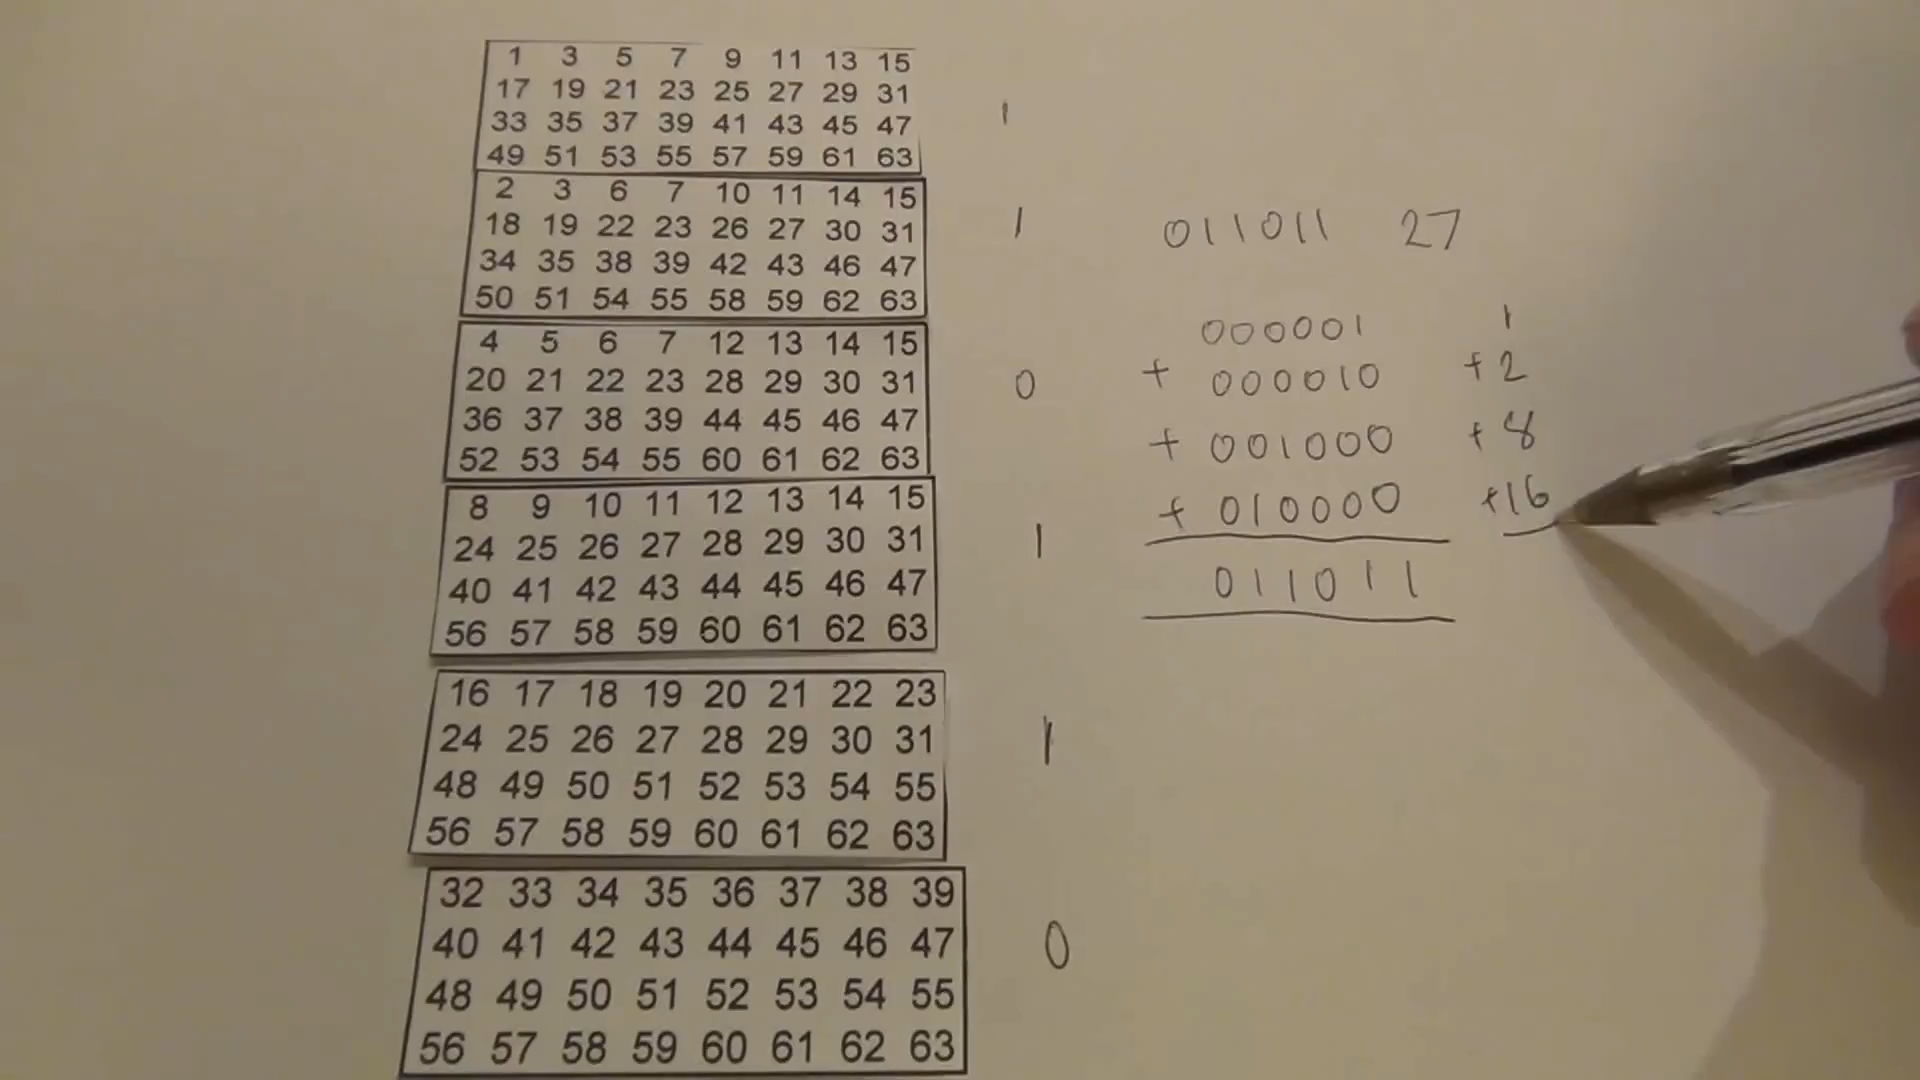 1 3 5 7 9 11 13 15
17 19 21 23 25 27 29 31
33 35 37 39 41 43 45 47
49 51 53 55 57 59 61 63
1
2 3 6 7 10 11 14 15
18 19 22 23 26 27 30 31
34 35 38 39 42 43 46 47
50 51 54 55 58 59 62 63
1
4 5 6 7 12 13 14 15
20 21 22 23 28 29 30 31
36 37 38 39 44 45 46 47
52 53 54 55 60 61 62 63
0
8 9 10 11 12 13 14 15
24 25 26 27 28 29 30 31
40 41 42 43 44 45 46 47
56 57 58 59 60 61 62 63
1
16 17 18 19 20 21 22 23
24 25 26 27 28 29 30 31
48 49 50 51 52 53 54 55
56 57 58 59 60 61 62 63
1
32 33 34 35 36 37 38 39
40 41 42 43 44 45 46 47
48 49 50 51 52 53 54 55
56 57 58 59 60 61 62 63
0
011011 27
000001 1
+ 000010 +2
+ 001000 +8
+ 010000 +16
011011